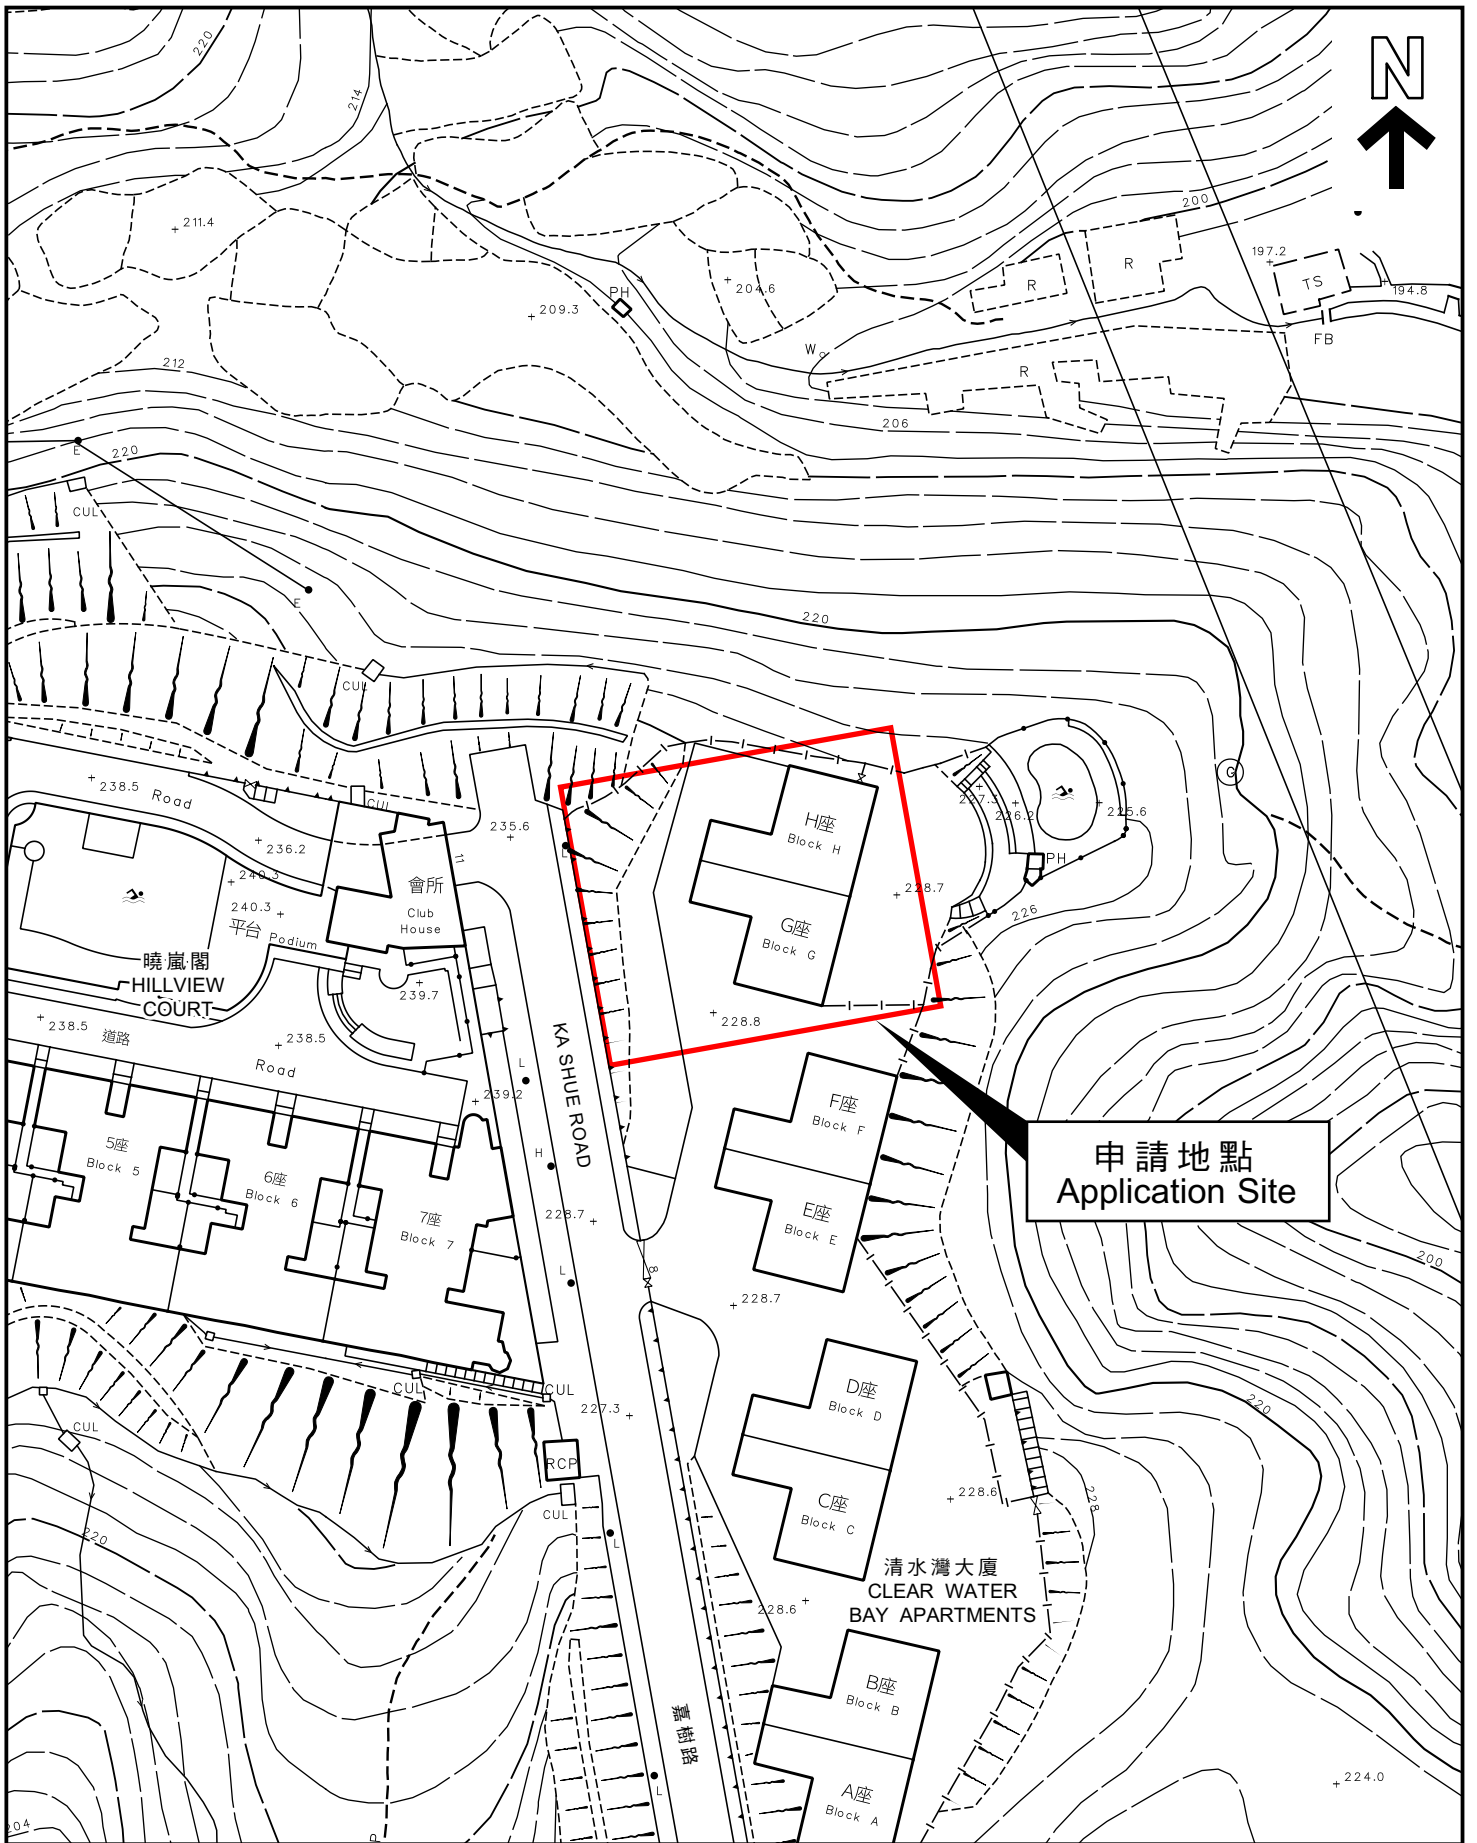 N
220
214
200
211.4
197.2
R
R
TS
194.8
PH
204.6
209.3
FB
W
212
R
206
E
220
CUL
E
220
CUL
G
238.5
Road
CUL
227.3
226.2
225.6
235.6
H座
Block H
236.2
11
L
PH
240.3
會所
Club
House
228.7
240.3
平台 Podium
226
G座
Block G
曉嵐閣
HILLVIEW
COURT
239.7
238.5
道路
238.5
228.8
Road
KA SHUE ROAD
L
239.2
F座
Block F
5座
Block 5
6座
Block 6
H
申請地點
Application Site
7座
Block 7
228.7
E座
Block E
200
L
8
228.7
CUL
CUL
D座
Block D
220
227.3
CUL
RCP
228.6
228
C座
Block C
CUL
220
L
清水灣大廈
CLEAR WATER
BAY APARTMENTS
228.6
B座
Block B
嘉樹路
224.0
L
A座
Block A
204
P